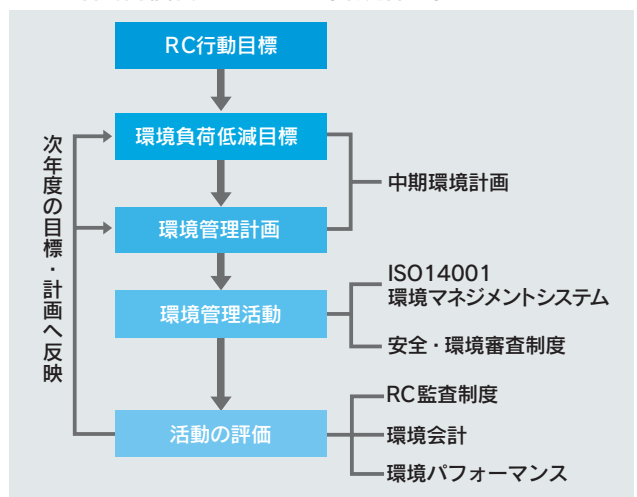 RC行動目標
環境負荷低減目標
中期環境計画
環境管理計画
ISO14001
環境マネジメントシステム
環境管理活動
安全・環境審査制度
RC監査制度
活動の評価
環境会計
環境パフォーマンス
次年度の目標・計画へ反映